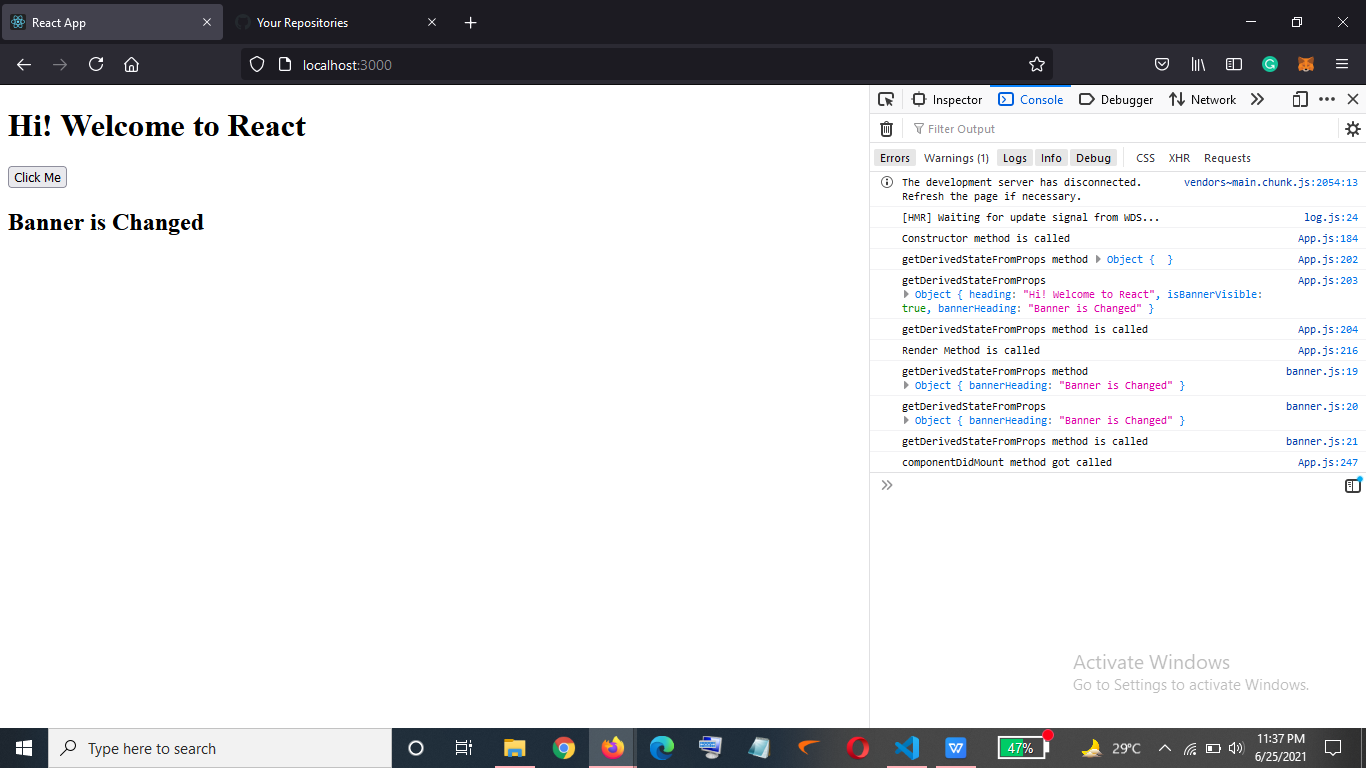 React App
Your Repositories
localhost:3000
Hi! Welcome to React
Click Me
Banner is Changed
Inspector
Console
Debugger
Network
Filter Output
Errors
Warnings (1)
Logs
Info
Debug
CSS
XHR
Requests
The development server has disconnected. vendors~main.chunk.js:2054:13
Refresh the page if necessary.
[HMR] Waiting for update signal from WDS... log.js:24
Constructor method is called App.js:184
getDerivedStateFromProps method Object { } App.js:202
getDerivedStateFromProps App.js:203
Object { heading: "Hi! Welcome to React", isBannerVisible:
true, bannerHeading: "Banner is Changed" }
getDerivedStateFromProps method is called App.js:204
Render Method is called App.js:216
getDerivedStateFromProps method banner.js:19
Object { bannerHeading: "Banner is Changed" }
getDerivedStateFromProps banner.js:20
Object { bannerHeading: "Banner is Changed" }
getDerivedStateFromProps method is called banner.js:21
componentDidMount method got called App.js:247
Activate Windows
Go to Settings to activate Windows.
Type here to search
47%
29°C
11:37 PM
6/25/2021